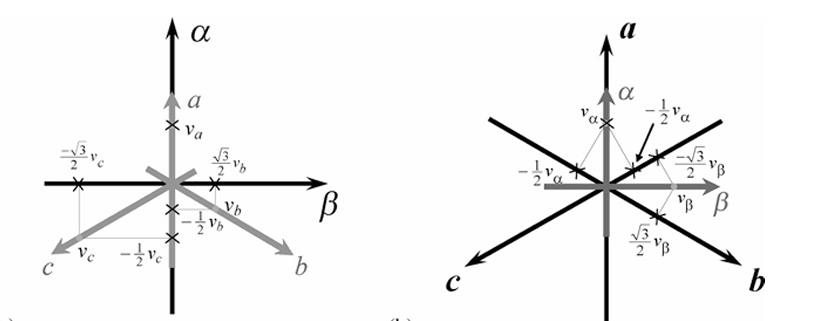 α
a
v_a
-√3/2 v_c
√3/2 v_b
β
v_b
-1/2 v_b
v_c
-1/2 v_c
c
b
a
α
v_α
-1/2 v_α
-1/2 v_α
-√3/2 v_β
v_β
β
√3/2 v_β
c
b